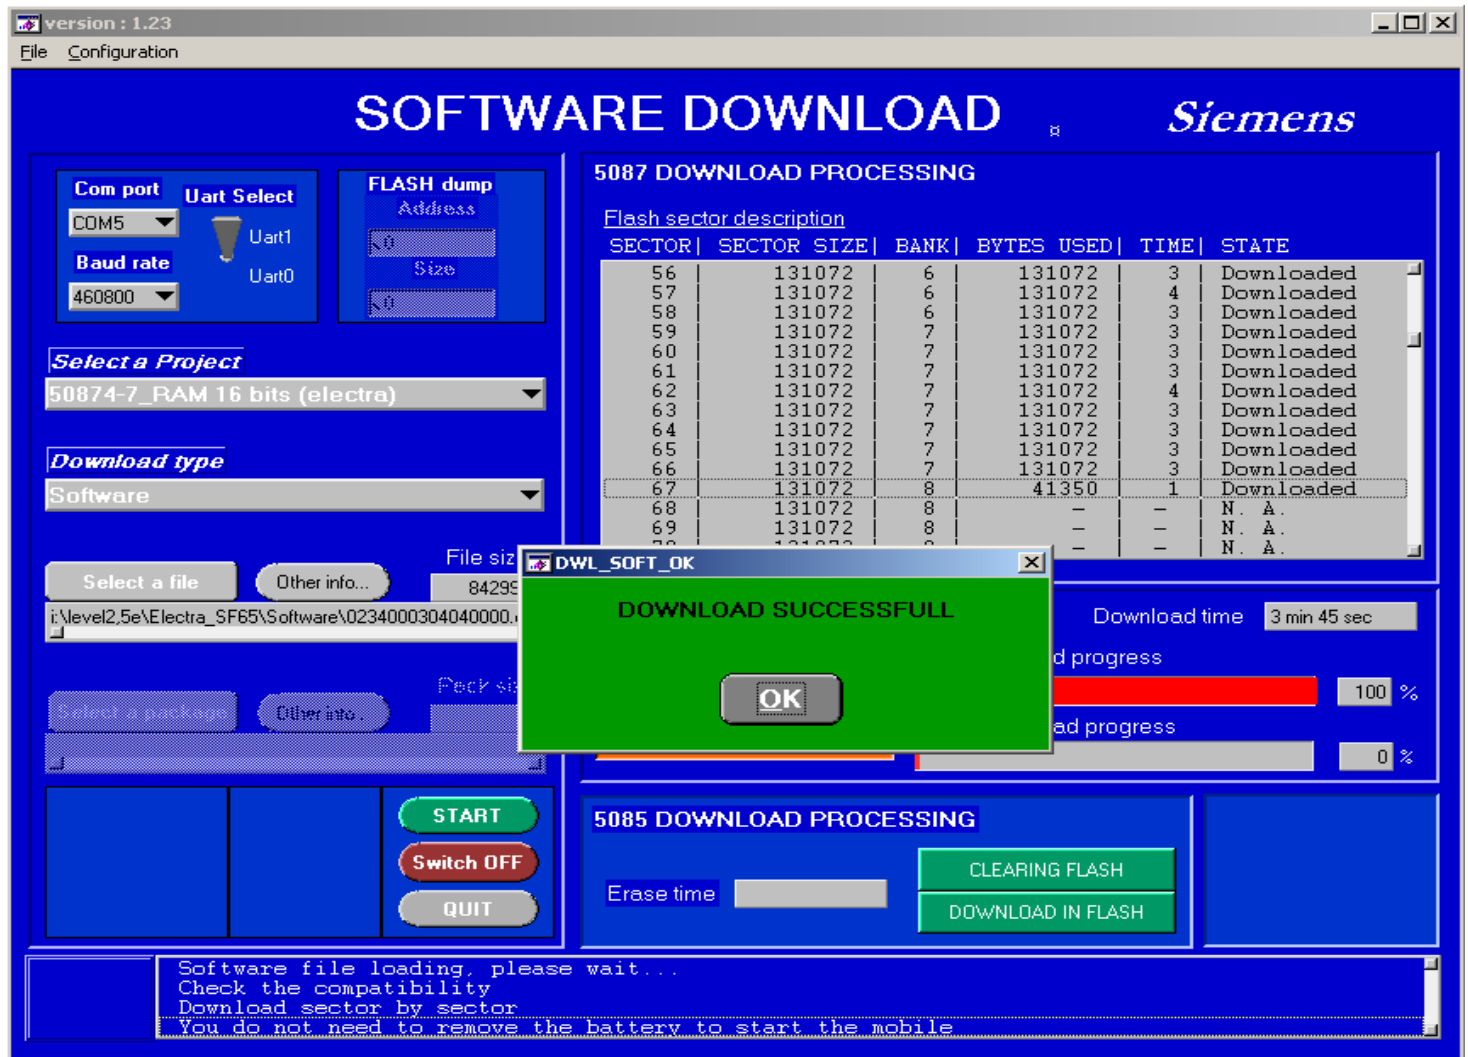 version : 1.23
File Configuration
SOFTWARE DOWNLOAD ¤ Siemens
Com port
Uart Select
COM5
Uart1
Baud rate
Uart0
460800
FLASH dump
Address
0
Size
0
Select a Project
50874-7_RAM 16 bits (electra)
Download type
Software
File siz
Select a file Other info... 84299
i:\level2,5e\Electra_SF65\Software\0234000304040000.
Pack siz
Select a package Other info.
START
Switch OFF
QUIT
5087 DOWNLOAD PROCESSING
Flash sector description
SECTOR| SECTOR SIZE| BANK| BYTES USED| TIME| STATE
56 | 131072 | 6 | 131072 | 3 | Downloaded
57 | 131072 | 6 | 131072 | 4 | Downloaded
58 | 131072 | 6 | 131072 | 3 | Downloaded
59 | 131072 | 7 | 131072 | 3 | Downloaded
60 | 131072 | 7 | 131072 | 3 | Downloaded
61 | 131072 | 7 | 131072 | 3 | Downloaded
62 | 131072 | 7 | 131072 | 4 | Downloaded
63 | 131072 | 7 | 131072 | 3 | Downloaded
64 | 131072 | 7 | 131072 | 3 | Downloaded
65 | 131072 | 7 | 131072 | 3 | Downloaded
66 | 131072 | 7 | 131072 | 3 | Downloaded
67 | 131072 | 8 | 41350 | 1 | Downloaded
68 | 131072 | 8 | - | - | N. A.
69 | 131072 | 8 | - | - | N. A.
- | - | N. A.
DWL_SOFT_OK
DOWNLOAD SUCCESSFULL
OK
Download time 3 min 45 sec
d progress
100 %
ad progress
0 %
5085 DOWNLOAD PROCESSING
Erase time
CLEARING FLASH
DOWNLOAD IN FLASH
Software file loading, please wait...
Check the compatibility
Download sector by sector
You do not need to remove the battery to start the mobile